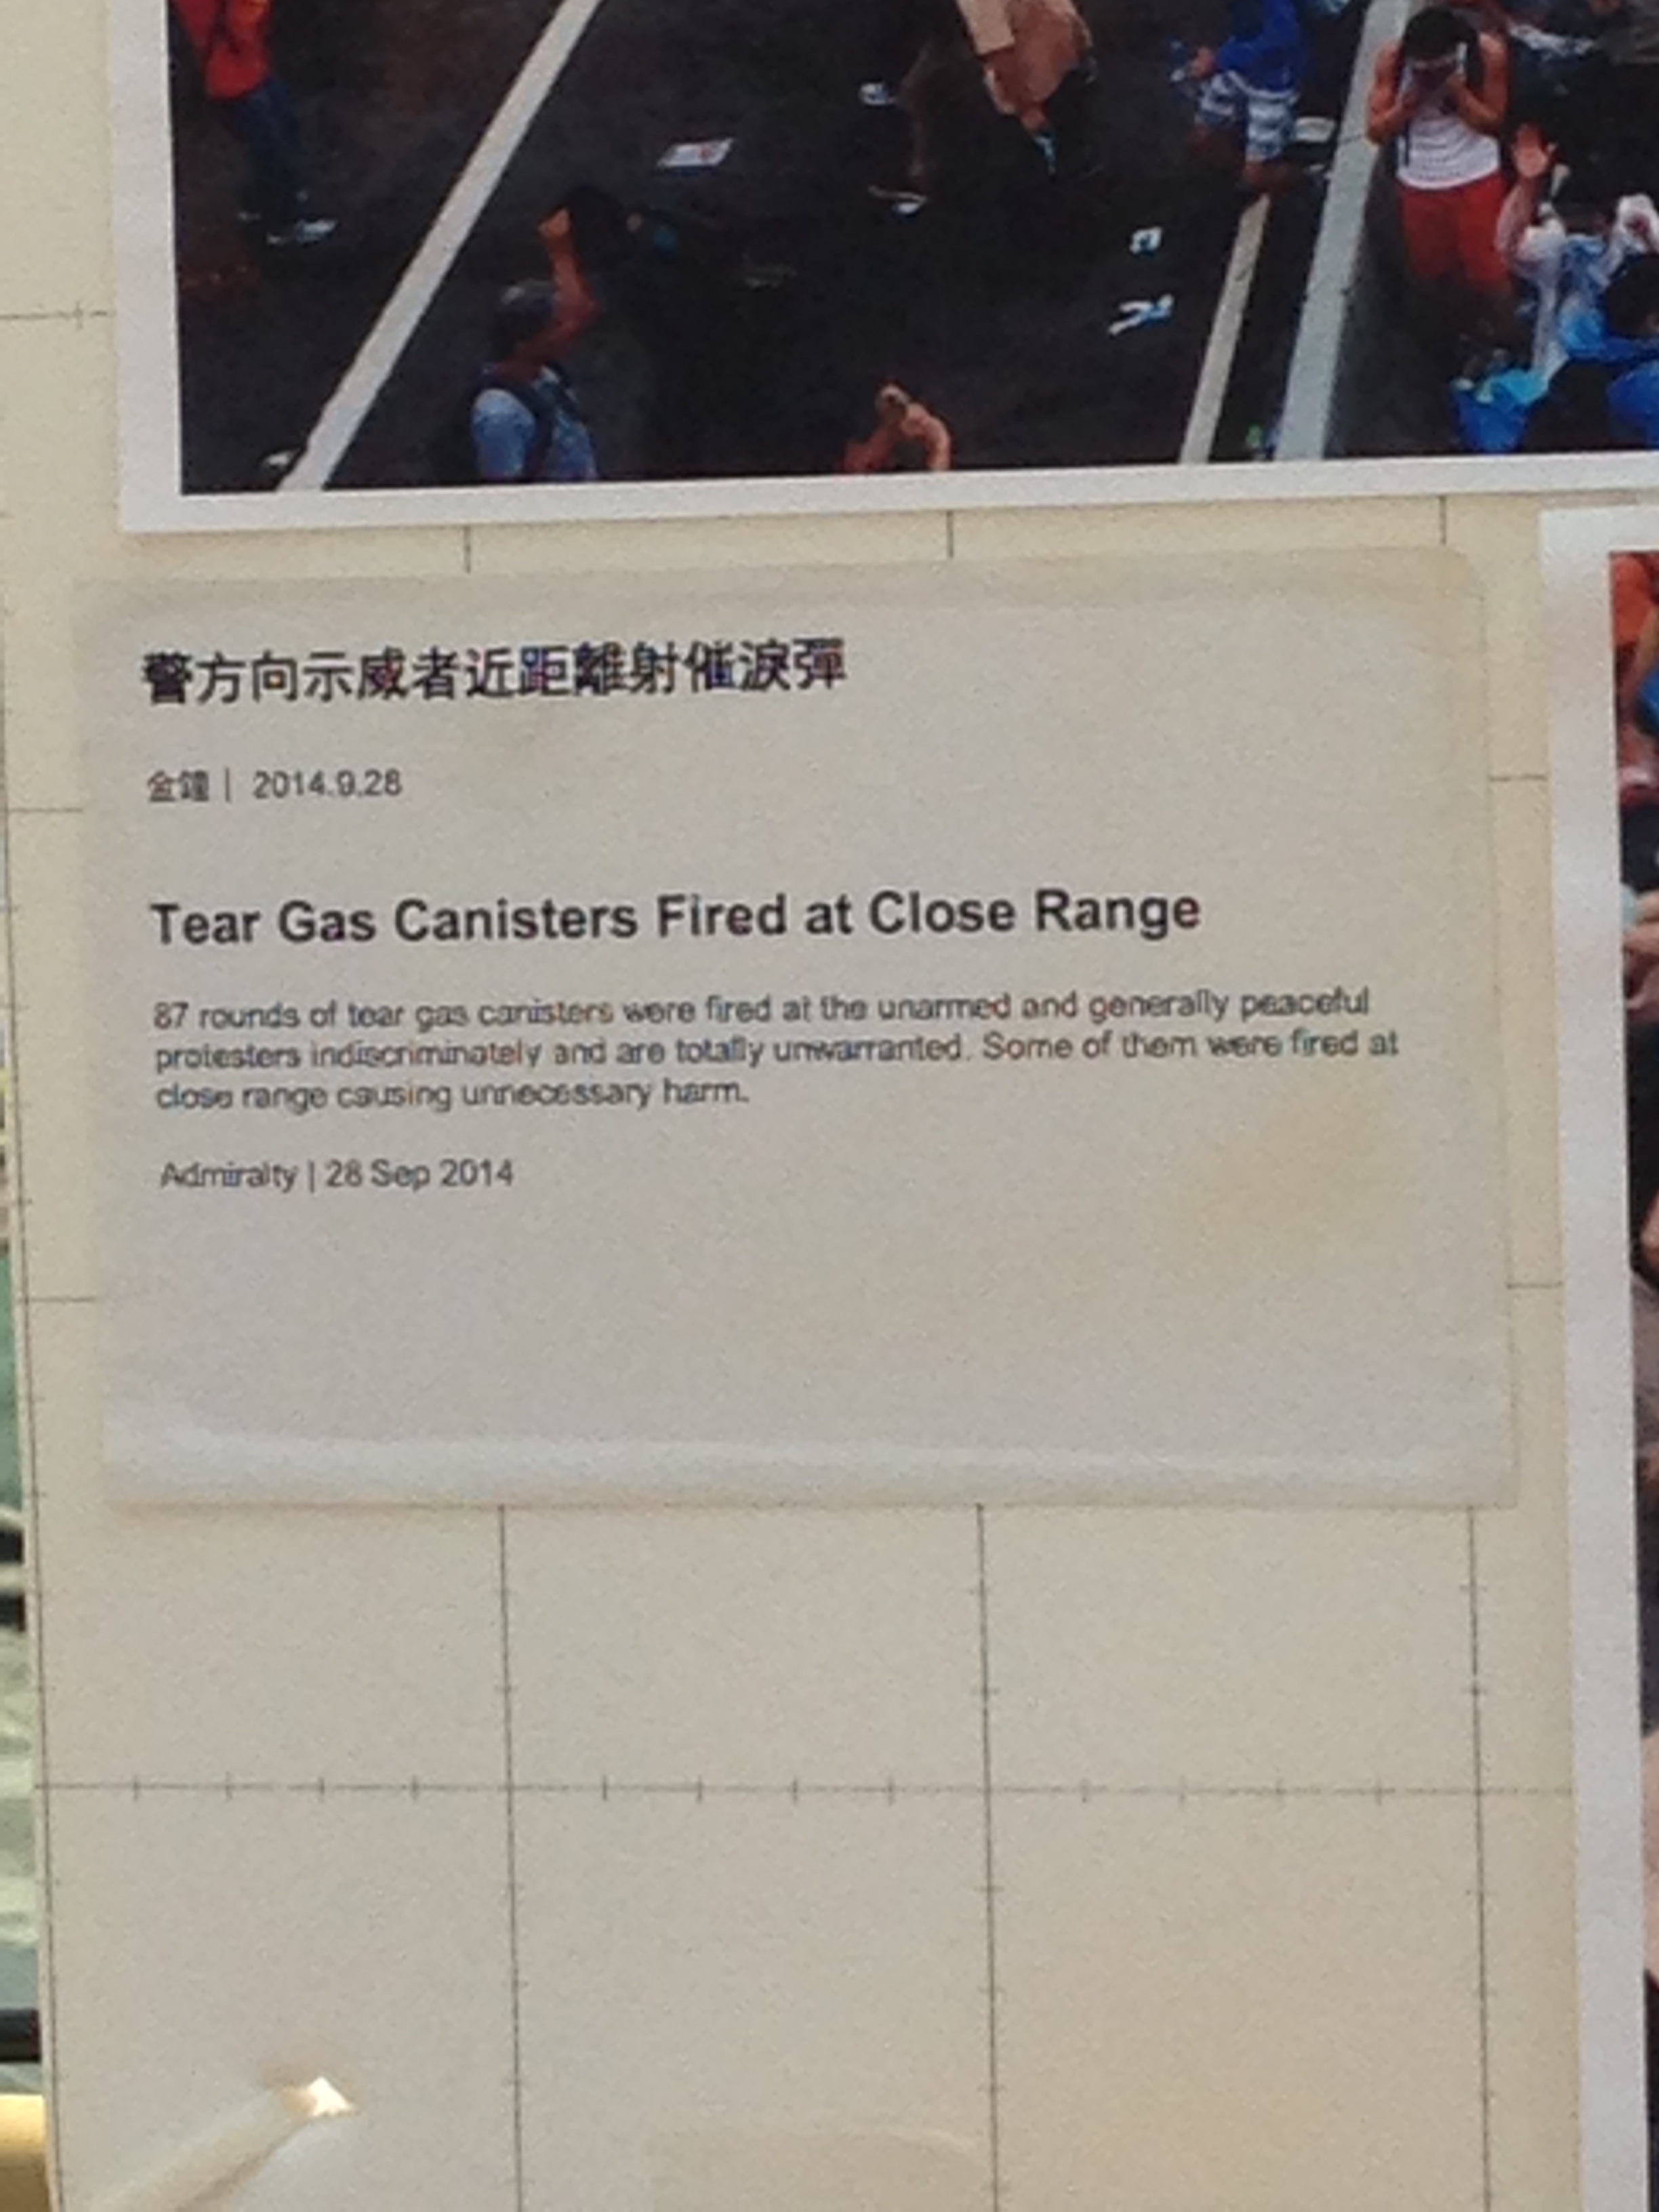 警方向示威者近距離射催淚彈
金鐘 | 2014.9.28
Tear Gas Canisters Fired at Close Range
87 rounds of tear gas canisters were fired at the unarmed and generally peaceful
protesters indiscriminately and are totally unwarranted. Some of them were fired at
close range causing unnecessary harm.
Admiralty | 28 Sep 2014